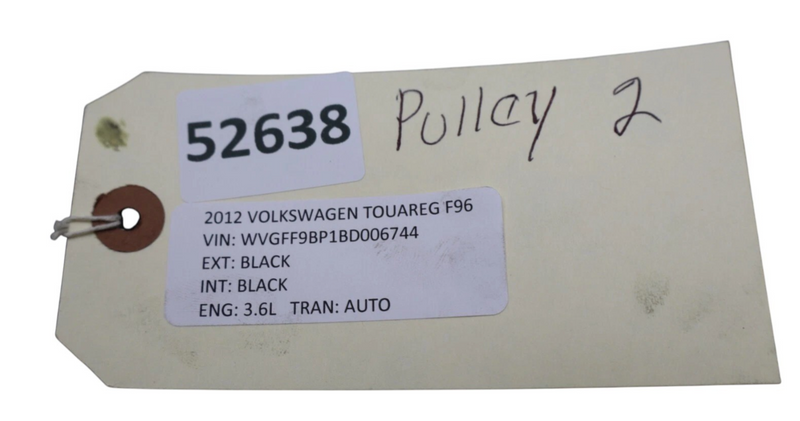 52638
Pulley 2
2012 VOLKSWAGEN TOUAREG F96
VIN: WVGFF9BP1BD006744
EXT: BLACK
INT: BLACK
ENG: 3.6L TRAN: AUTO